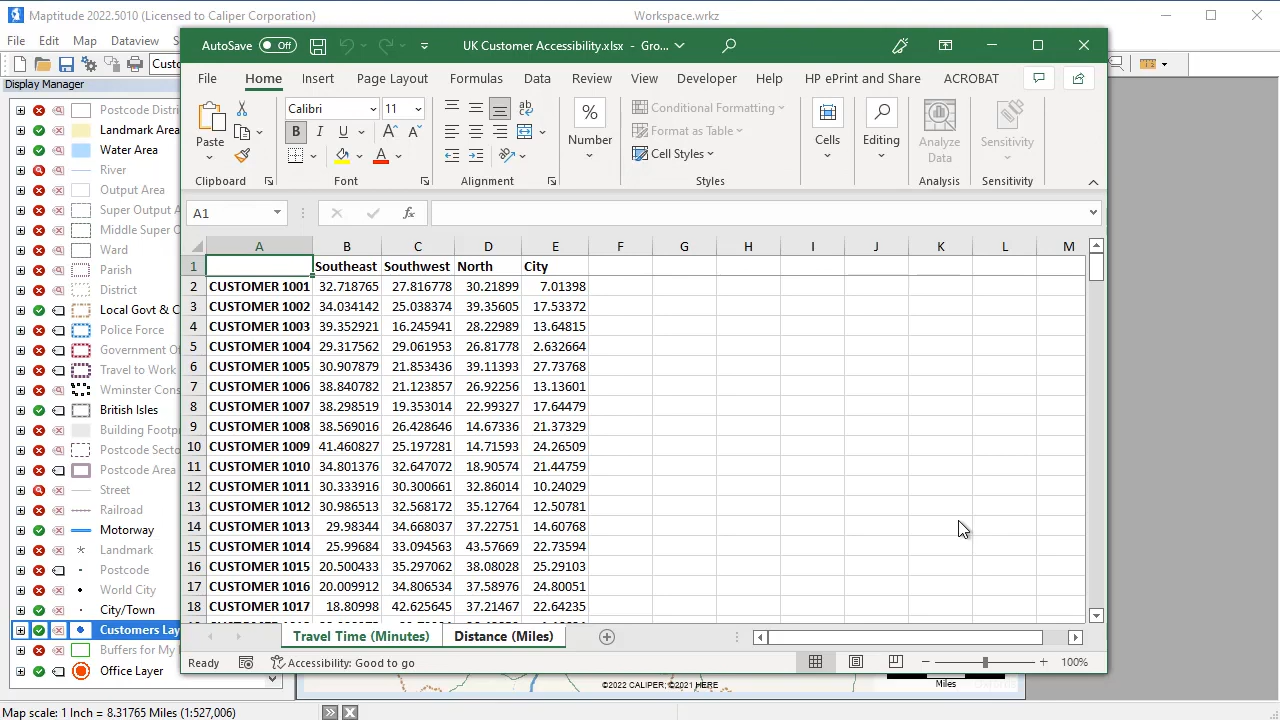 Maptitude 2022.5010 (Licensed to Caliper Corporation)
Workspace.wrkz
File Edit Map Dataview S
Custo
Display Manager
Postcode Distri
Landmark Area
Water Area
River
Output Area
Super Output A
Middle Super O
Ward
Parish
District
Local Govt & C
Police Force
Government Of
Travel to Work
Wminster Cons
British Isles
Building Footpr
Postcode Secto
Postcode Area
Street
Railroad
Motorway
Landmark
Postcode
World City
City/Town
Customers Lay
Buffers for My
Office Layer
Map scale: 1 Inch = 8.31765 Miles (1:527,006)
AutoSave Off
UK Customer Accessibility.xlsx - Gro...
File Home Insert Page Layout Formulas Data Review View Developer Help HP ePrint and Share ACROBAT
Paste
Clipboard
Calibri 11
B I U
Font
Alignment
Number
Conditional Formatting
Format as Table
Cell Styles
Styles
Cells
Editing
Analyze
Data
Analysis
Sensitivity
Sensitivity
A1
fx
A B C D E F G H I J K L M
1 Southeast Southwest North City
2 CUSTOMER 1001 32.718765 27.816778 30.21899 7.01398
3 CUSTOMER 1002 34.034142 25.038374 39.35605 17.53372
4 CUSTOMER 1003 39.352921 16.245941 28.22989 13.64815
5 CUSTOMER 1004 29.317562 29.061953 26.81778 2.632664
6 CUSTOMER 1005 30.907879 21.853436 39.11393 27.73768
7 CUSTOMER 1006 38.840782 21.123857 26.92256 13.13601
8 CUSTOMER 1007 38.298519 19.353014 22.99327 17.64479
9 CUSTOMER 1008 38.569016 26.428646 14.67336 21.37329
10 CUSTOMER 1009 41.460827 25.197281 14.71593 24.26509
11 CUSTOMER 1010 34.801376 32.647072 18.90574 21.44759
12 CUSTOMER 1011 30.333916 30.300661 32.86014 10.24029
13 CUSTOMER 1012 30.986513 32.568172 35.12764 12.50781
14 CUSTOMER 1013 29.98344 34.668037 37.22751 14.60768
15 CUSTOMER 1014 25.99684 33.094563 43.57669 22.73594
16 CUSTOMER 1015 20.500433 35.297062 38.08028 25.29103
17 CUSTOMER 1016 20.009912 34.806534 37.58976 24.80051
18 CUSTOMER 1017 18.80998 42.625645 37.21467 22.64235
Travel Time (Minutes) Distance (Miles)
Ready Accessibility: Good to go 100%
©2022 CALIPER; ©2021 HERE
Miles